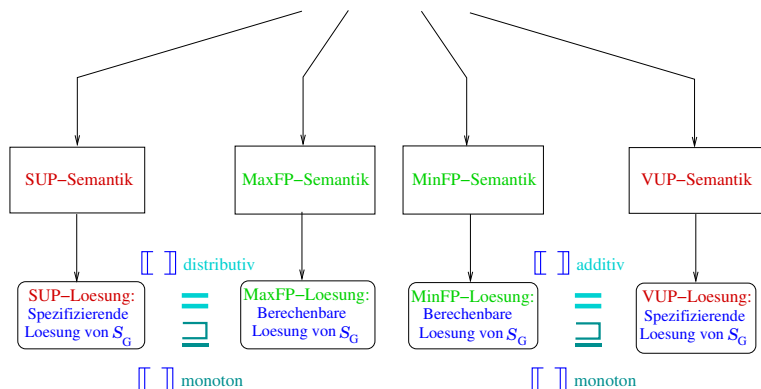 SUP–Semantik
MaxFP–Semantik
MinFP–Semantik
VUP–Semantik
⟦ ⟧ distributiv
⟦ ⟧ additiv
SUP–Loesung:
Spezifizierende
Loesung von S_G
=
⊒
MaxFP–Loesung:
Berechenbare
Loesung von S_G
MinFP–Loesung:
Berechenbare
Loesung von S_G
=
⊒
VUP–Loesung:
Spezifizierende
Loesung von S_G
⟦ ⟧ monoton
⟦ ⟧ monoton